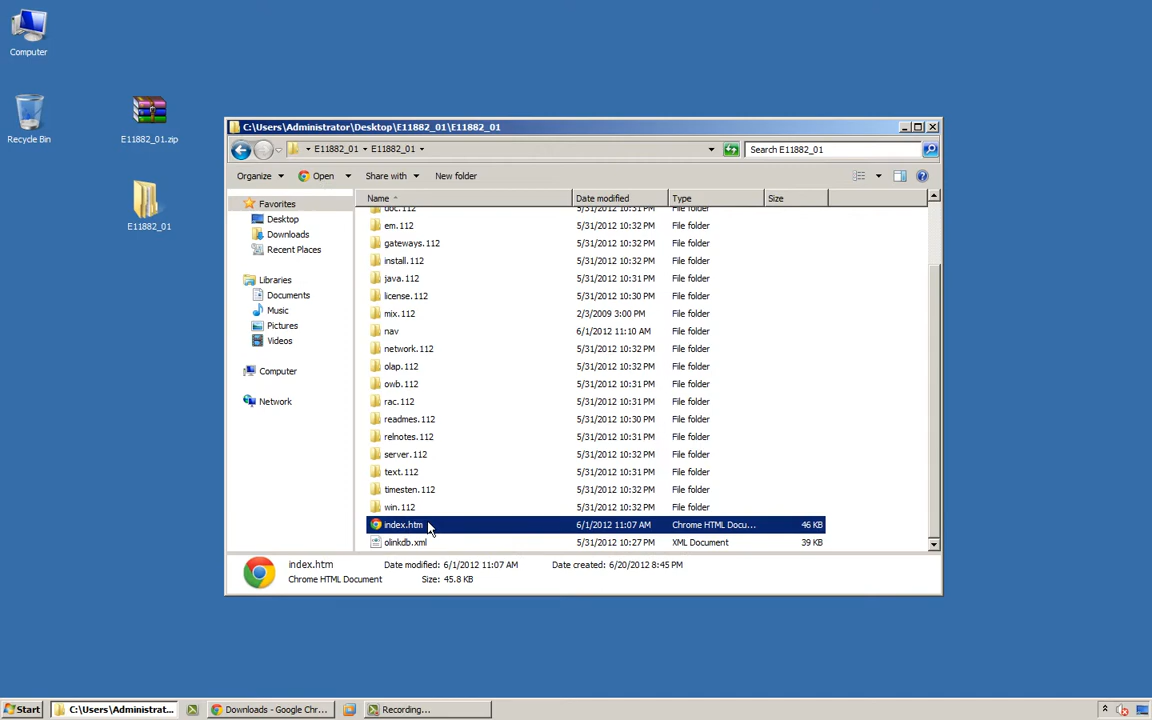 Computer
Recycle Bin
E11882_01.zip
E11882_01
C:\Users\Administrator\Desktop\E11882_01\E11882_01
E11882_01 E11882_01
Search E11882_01
Organize Open Share with New folder
Favorites
Desktop
Downloads
Recent Places
Libraries
Documents
Music
Pictures
Videos
Computer
Network
Name Date modified Type Size
doc.112 5/31/2012 10:31 PM File folder
em.112 5/31/2012 10:32 PM File folder
gateways.112 5/31/2012 10:32 PM File folder
install.112 5/31/2012 10:32 PM File folder
java.112 5/31/2012 10:31 PM File folder
license.112 5/31/2012 10:30 PM File folder
mix.112 2/3/2009 3:00 PM File folder
nav 6/1/2012 11:10 AM File folder
network.112 5/31/2012 10:32 PM File folder
olap.112 5/31/2012 10:32 PM File folder
owb.112 5/31/2012 10:31 PM File folder
rac.112 5/31/2012 10:31 PM File folder
readmes.112 5/31/2012 10:30 PM File folder
relnotes.112 5/31/2012 10:31 PM File folder
server.112 5/31/2012 10:32 PM File folder
text.112 5/31/2012 10:31 PM File folder
timesten.112 5/31/2012 10:32 PM File folder
win.112 5/31/2012 10:32 PM File folder
index.htm 6/1/2012 11:07 AM Chrome HTML Docu... 46 KB
olinkdb.xml 5/31/2012 10:27 PM XML Document 39 KB
index.htm Date modified: 6/1/2012 11:07 AM Date created: 6/20/2012 8:45 PM
Chrome HTML Document Size: 45.8 KB
Start C:\Users\Administrat... Downloads - Google Chr... Recording...